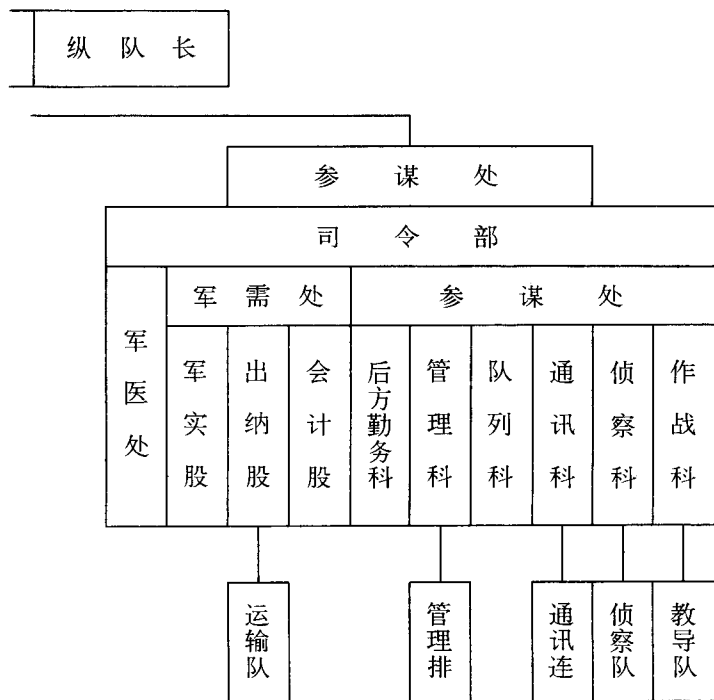 纵队长
参谋处
司令部
军医处
军需处
参谋处
军实股
出纳股
会计股
后方勤务科
管理科
队列科
通讯科
侦察科
作战科
运输队
管理排
通讯连
侦察队
教导队